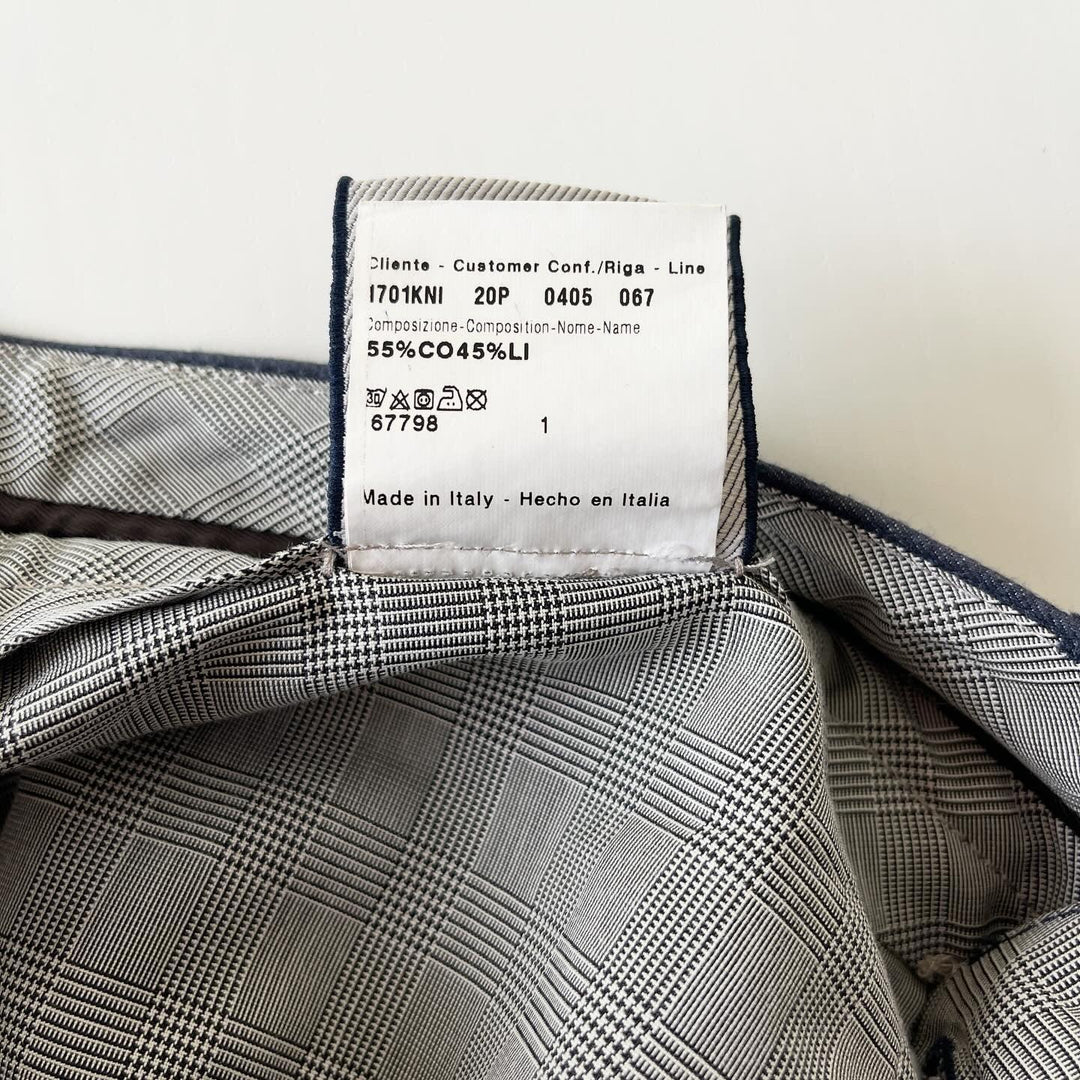 Cliente - Customer Conf./Riga - Line
1701KNI 20P 0405 067
Composizione-Composition-Nome-Name
55%CO45%LI
30
67798 1
Made in Italy - Hecho en Italia